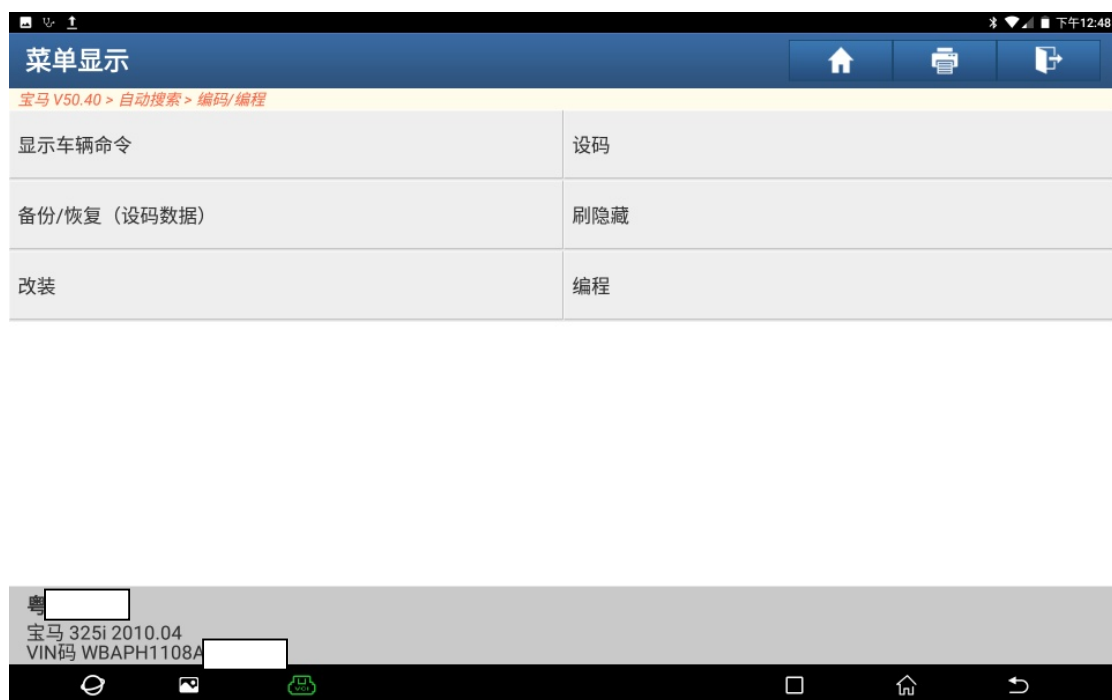 下午12:48
菜单显示
宝马 V50.40 > 自动搜索 > 编码/编程
显示车辆命令
设码
备份/恢复（设码数据）
刷隐藏
改装
编程
粤
宝马 325i 2010.04
VIN码 WBAPH1108A
VCI